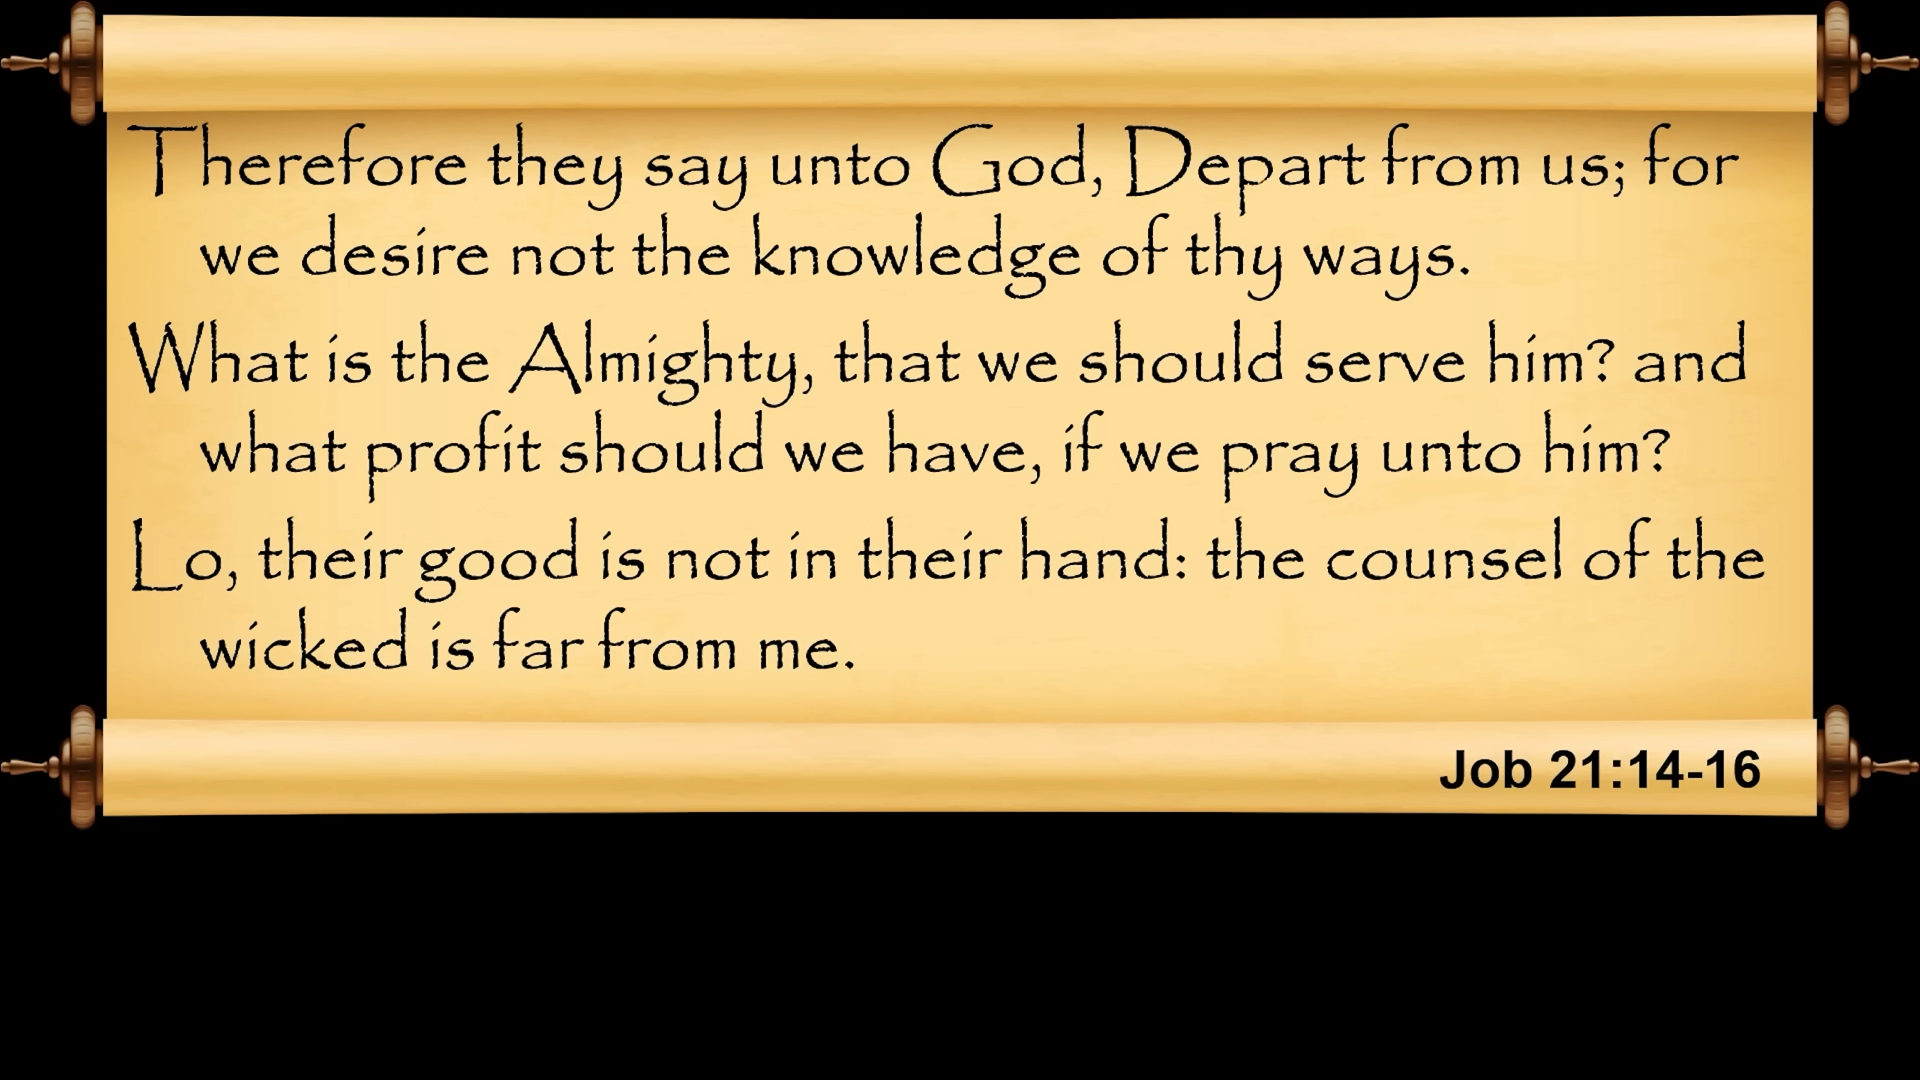 Therefore they say unto God, Depart from us; for
we desire not the knowledge of thy ways.
What is the Almighty, that we should serve him? and
what profit should we have, if we pray unto him?
Lo, their good is not in their hand: the counsel of the
wicked is far from me.
Job 21:14-16